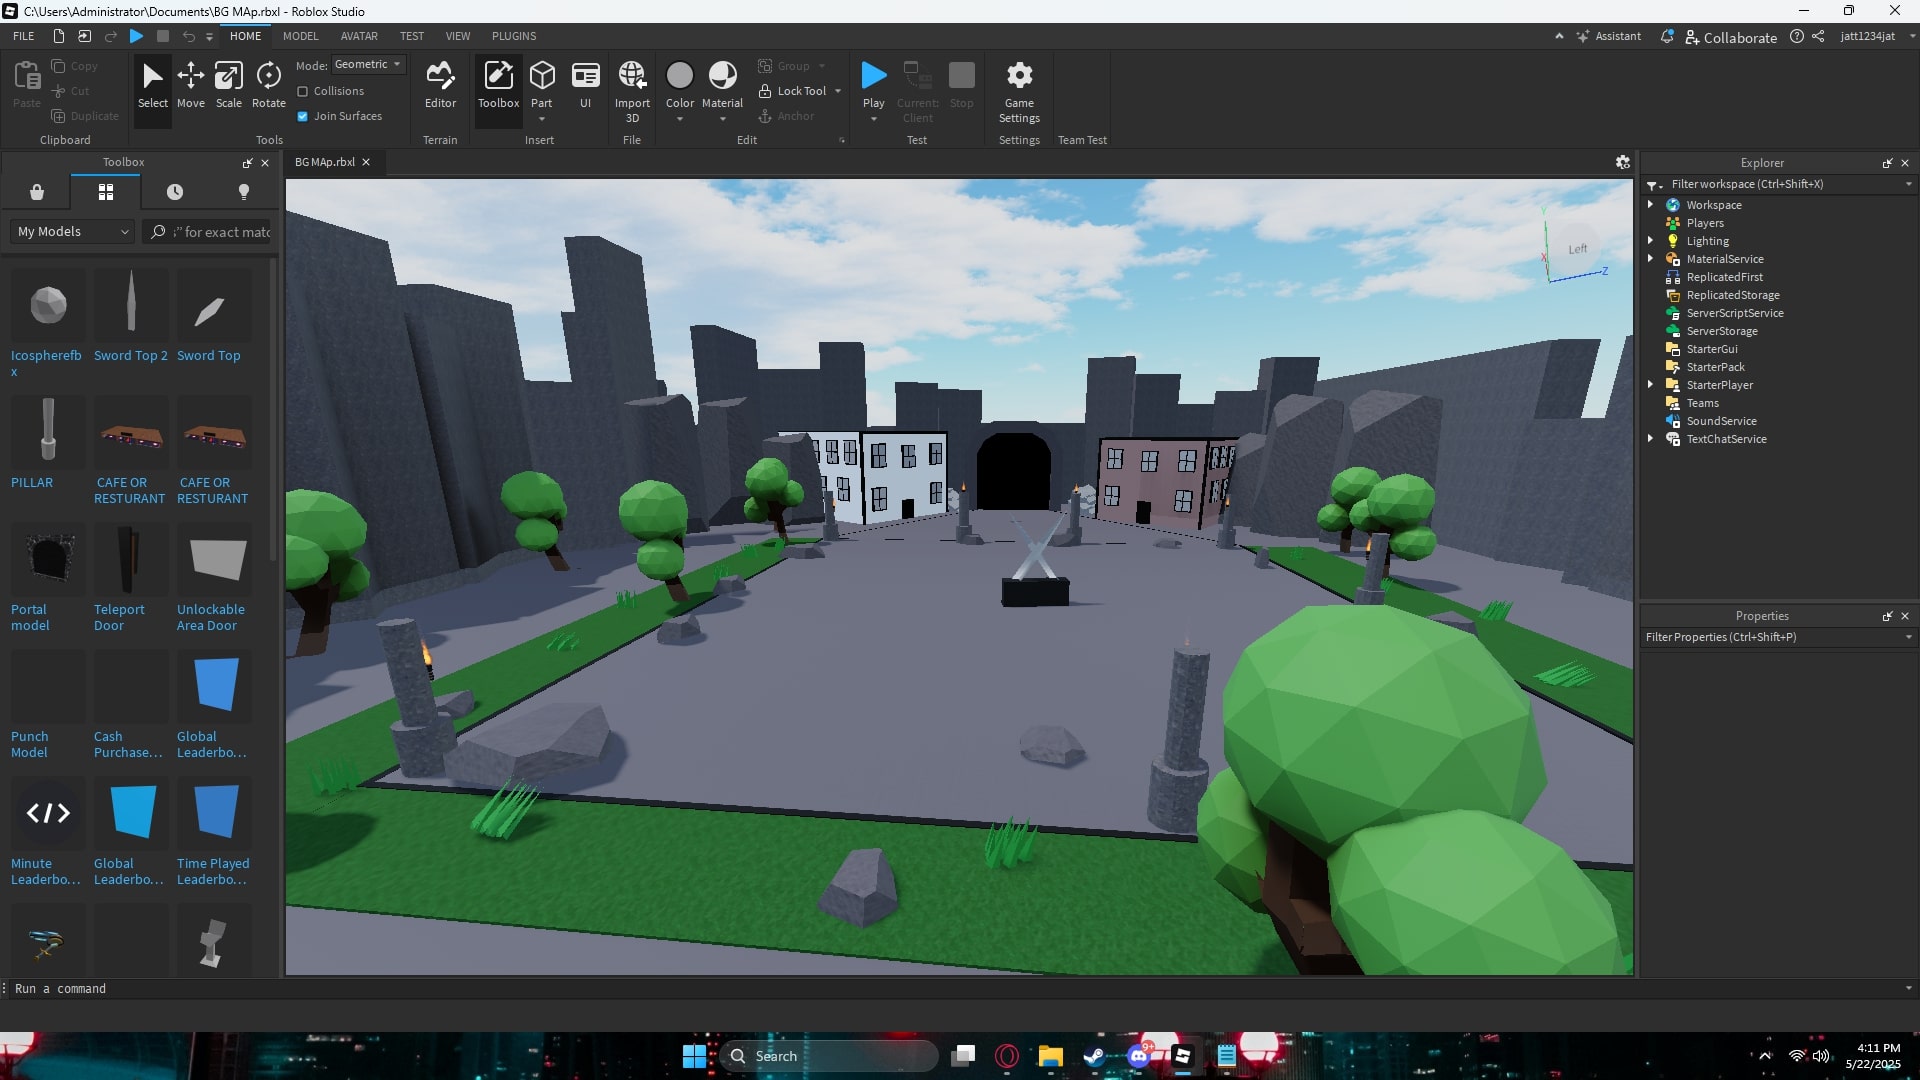 C:\Users\Administrator\Documents\BG MAp.rbxl - Roblox Studio
FILE HOME MODEL AVATAR TEST VIEW PLUGINS Assistant Collaborate jatt1234jat
Paste
Copy
Cut
Duplicate
Clipboard
Select Move Scale Rotate
Mode: Geometric
Collisions
Join Surfaces
Tools
Editor
Terrain
Toolbox Part UI
Insert
Import
3D
File
Color Material
Group
Lock Tool
Anchor
Edit
Play Current: Stop
Client
Test
Game
Settings
Settings
Team Test
Toolbox
My Models
" for exact matc
Icospherefb
x
Sword Top 2
Sword Top
PILLAR
CAFE OR
RESTURANT
CAFE OR
RESTURANT
Portal
model
Teleport
Door
Unlockable
Area Door
Punch
Model
Cash
Purchase...
Global
Leaderbo...
Minute
Leaderbo...
Global
Leaderbo...
Time Played
Leaderbo...
BG MAp.rbxl
Left
Y
X
Z
Explorer
Filter workspace (Ctrl+Shift+X)
Workspace
Players
Lighting
MaterialService
ReplicatedFirst
ReplicatedStorage
ServerScriptService
ServerStorage
StarterGui
StarterPack
StarterPlayer
Teams
SoundService
TextChatService
Properties
Filter Properties (Ctrl+Shift+P)
Run a command
Search
9+
4:11 PM
5/22/2025